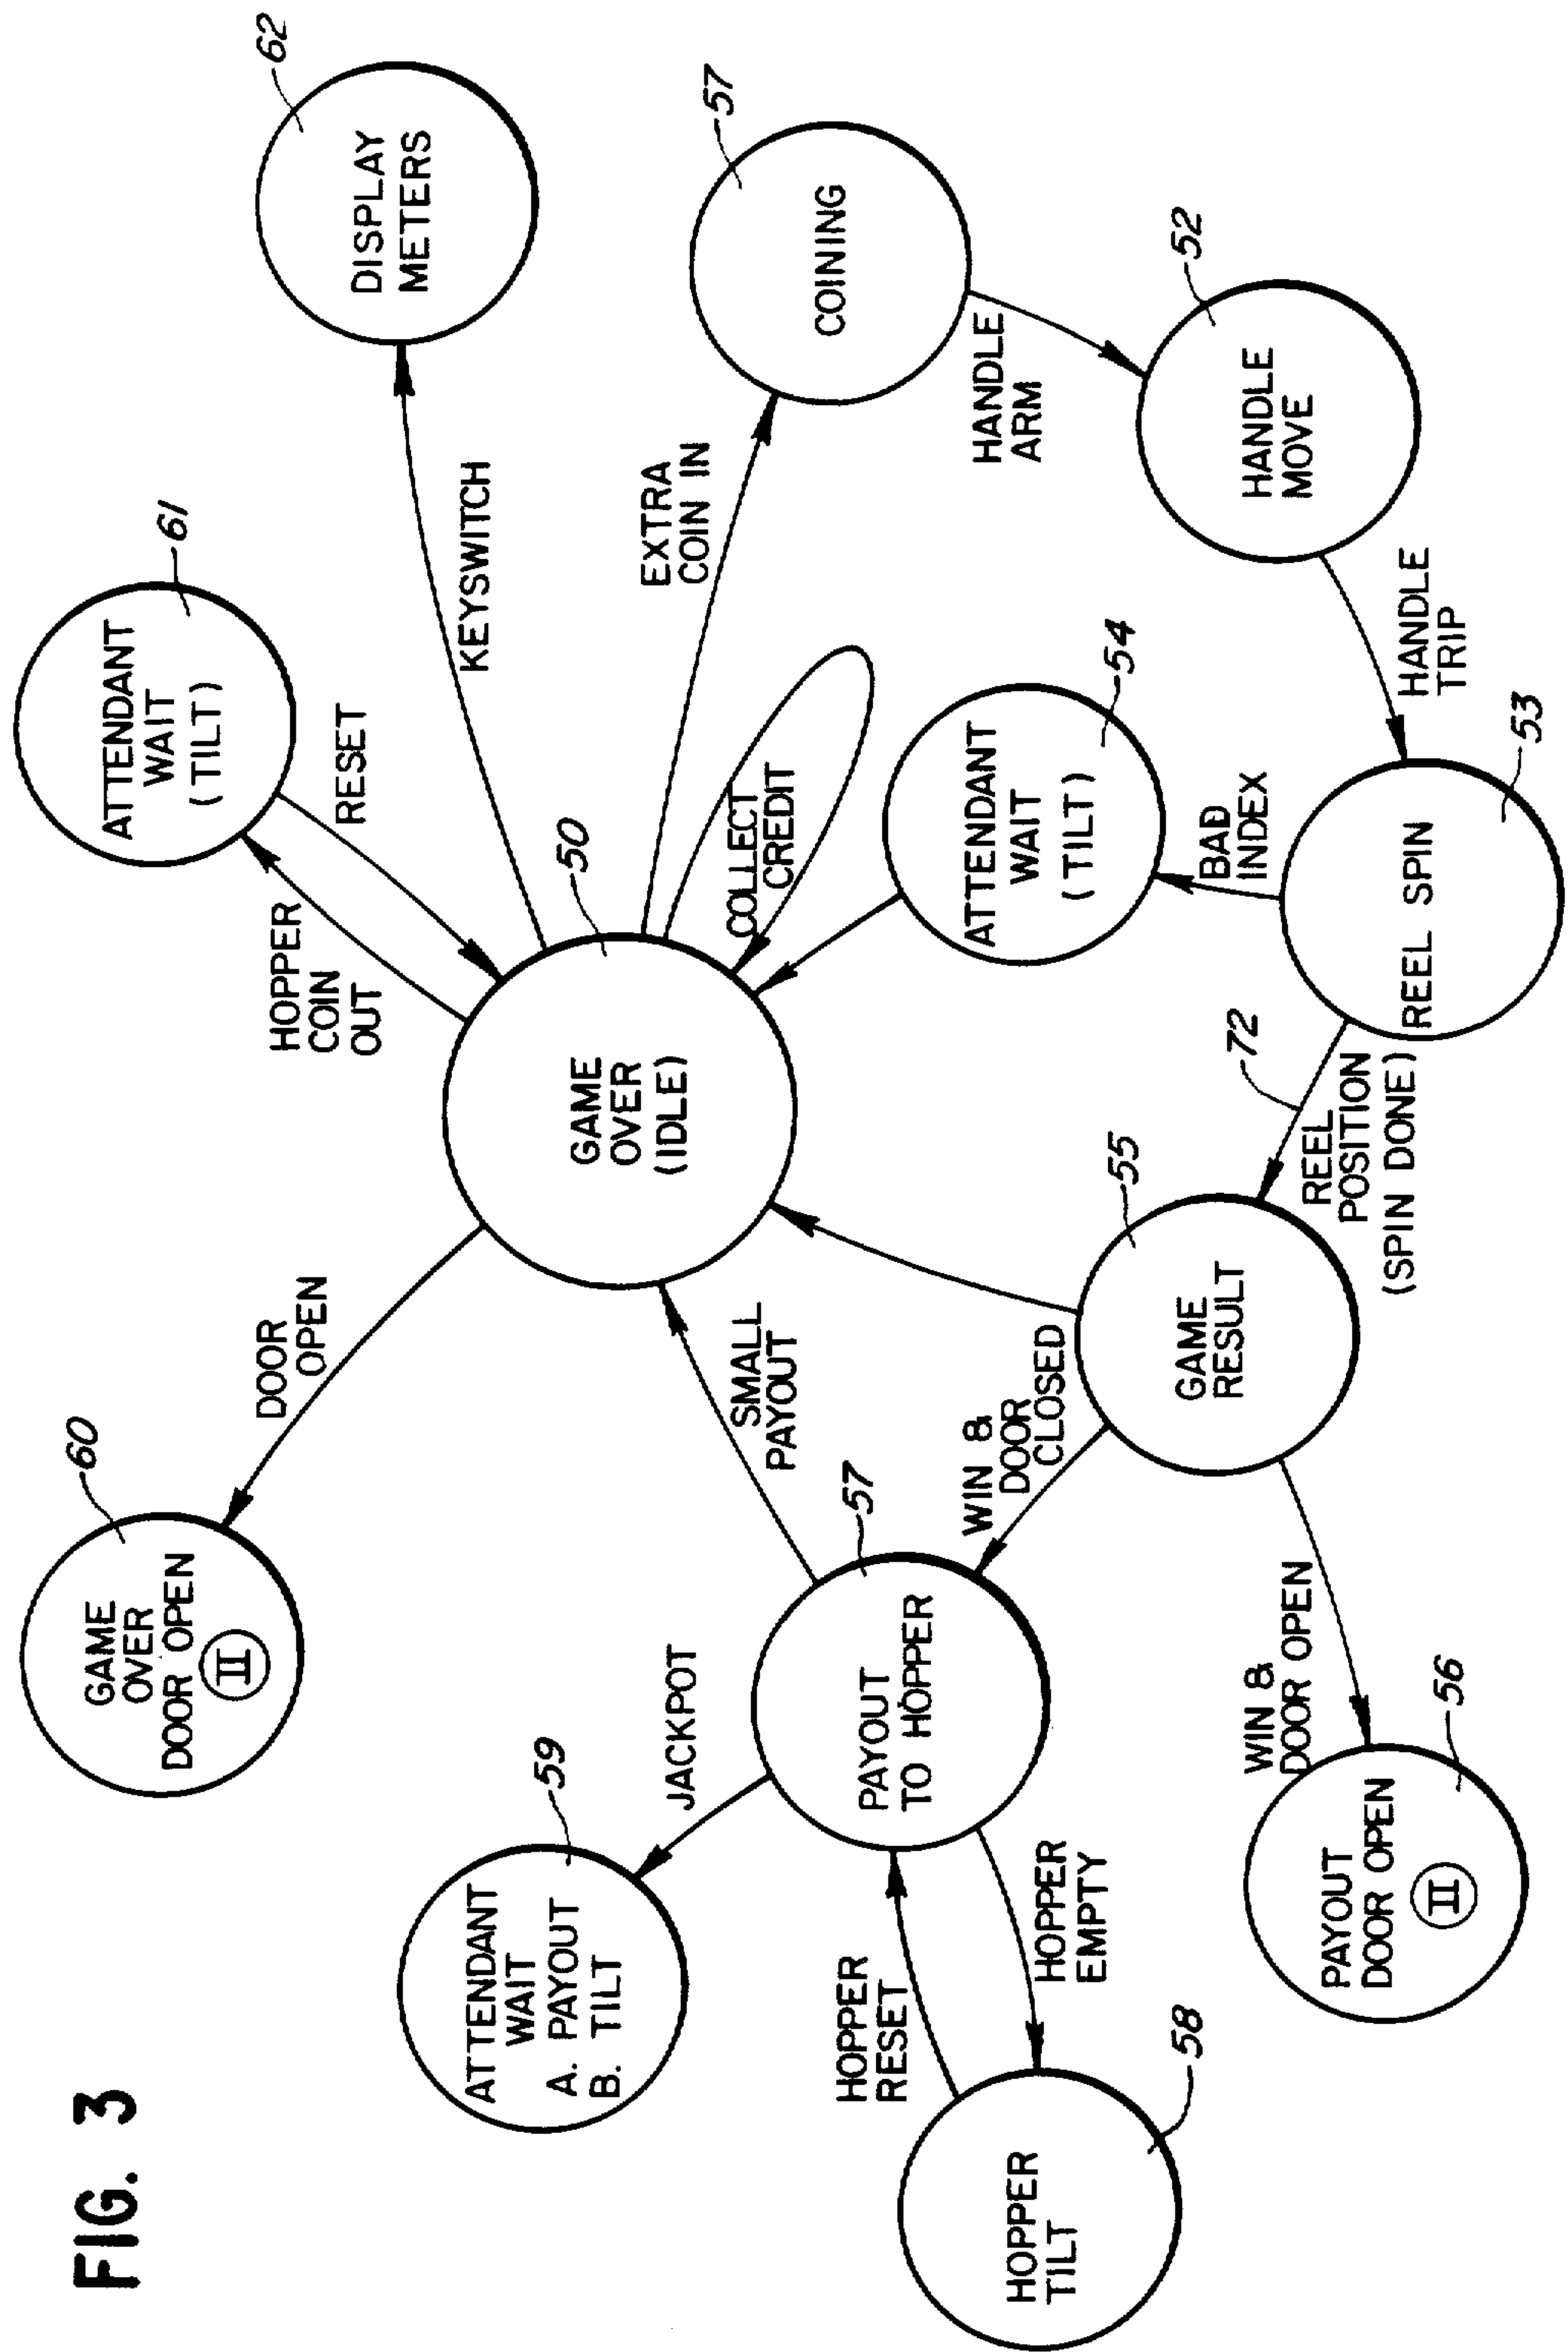 FIG. 3
60
GAME
OVER
DOOR OPEN
II
DOOR
OPEN
HOPPER
COIN
OUT
RESET
61
ATTENDANT
WAIT
(TILT)
62
DISPLAY
METERS
KEYSWITCH
50
GAME
OVER
(IDLE)
EXTRA
COIN IN
57
COINING
COLLECT
CREDIT
59
ATTENDANT
WAIT
A. PAYOUT
B. TILT
JACKPOT
SMALL
PAYOUT
57
PAYOUT
TO HOPPER
WIN &
DOOR
CLOSED
54
ATTENDANT
WAIT
(TILT)
HANDLE
ARM
52
HANDLE
MOVE
HOPPER
RESET
HOPPER
EMPTY
58
HOPPER
TILT
55
GAME
RESULT
72
BAD
INDEX
HANDLE
TRIP
WIN &
DOOR OPEN
56
PAYOUT
DOOR OPEN
II
REEL
POSITION
(SPIN DONE)
REEL SPIN
53